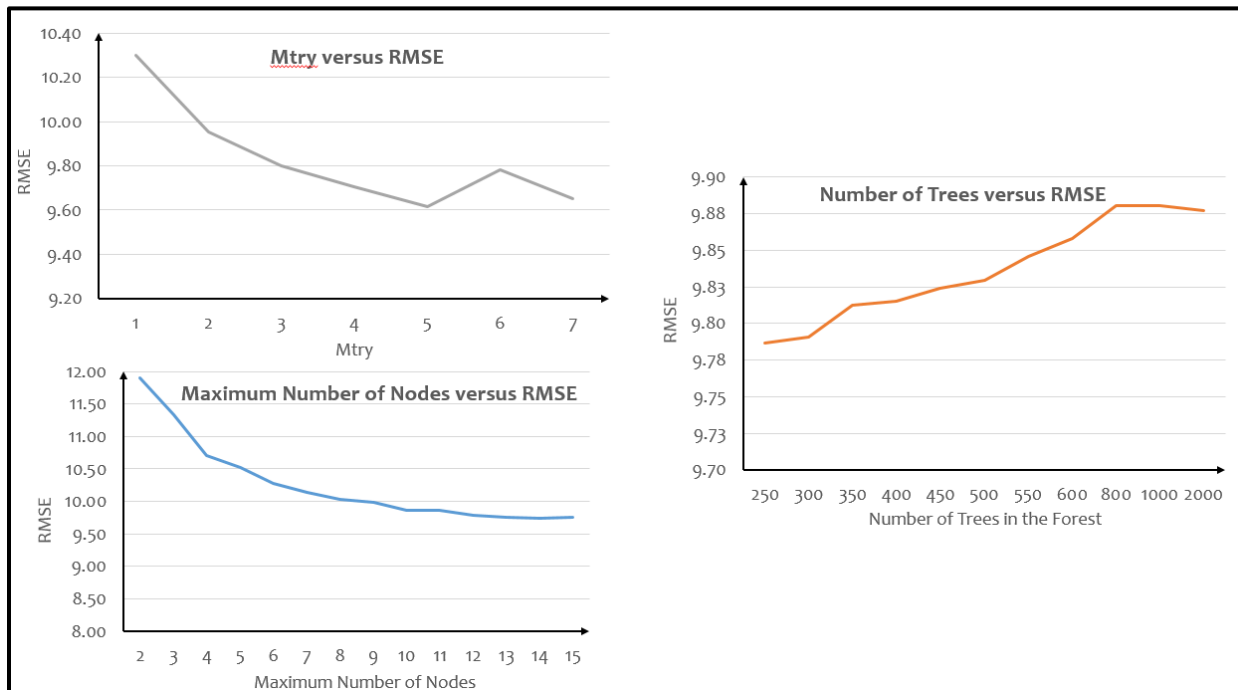 Mtry versus RMSE
10.40
10.20
10.00
9.80
9.60
9.40
9.20
RMSE
1 2 3 4 5 6 7
Mtry
Maximum Number of Nodes versus RMSE
12.00
11.50
11.00
10.50
10.00
9.50
9.00
8.50
8.00
RMSE
2 3 4 5 6 7 8 9 10 11 12 13 14 15
Maximum Number of Nodes
Number of Trees versus RMSE
9.90
9.88
9.85
9.83
9.80
9.78
9.75
9.73
9.70
RMSE
250 300 350 400 450 500 550 600 800 1000 2000
Number of Trees in the Forest